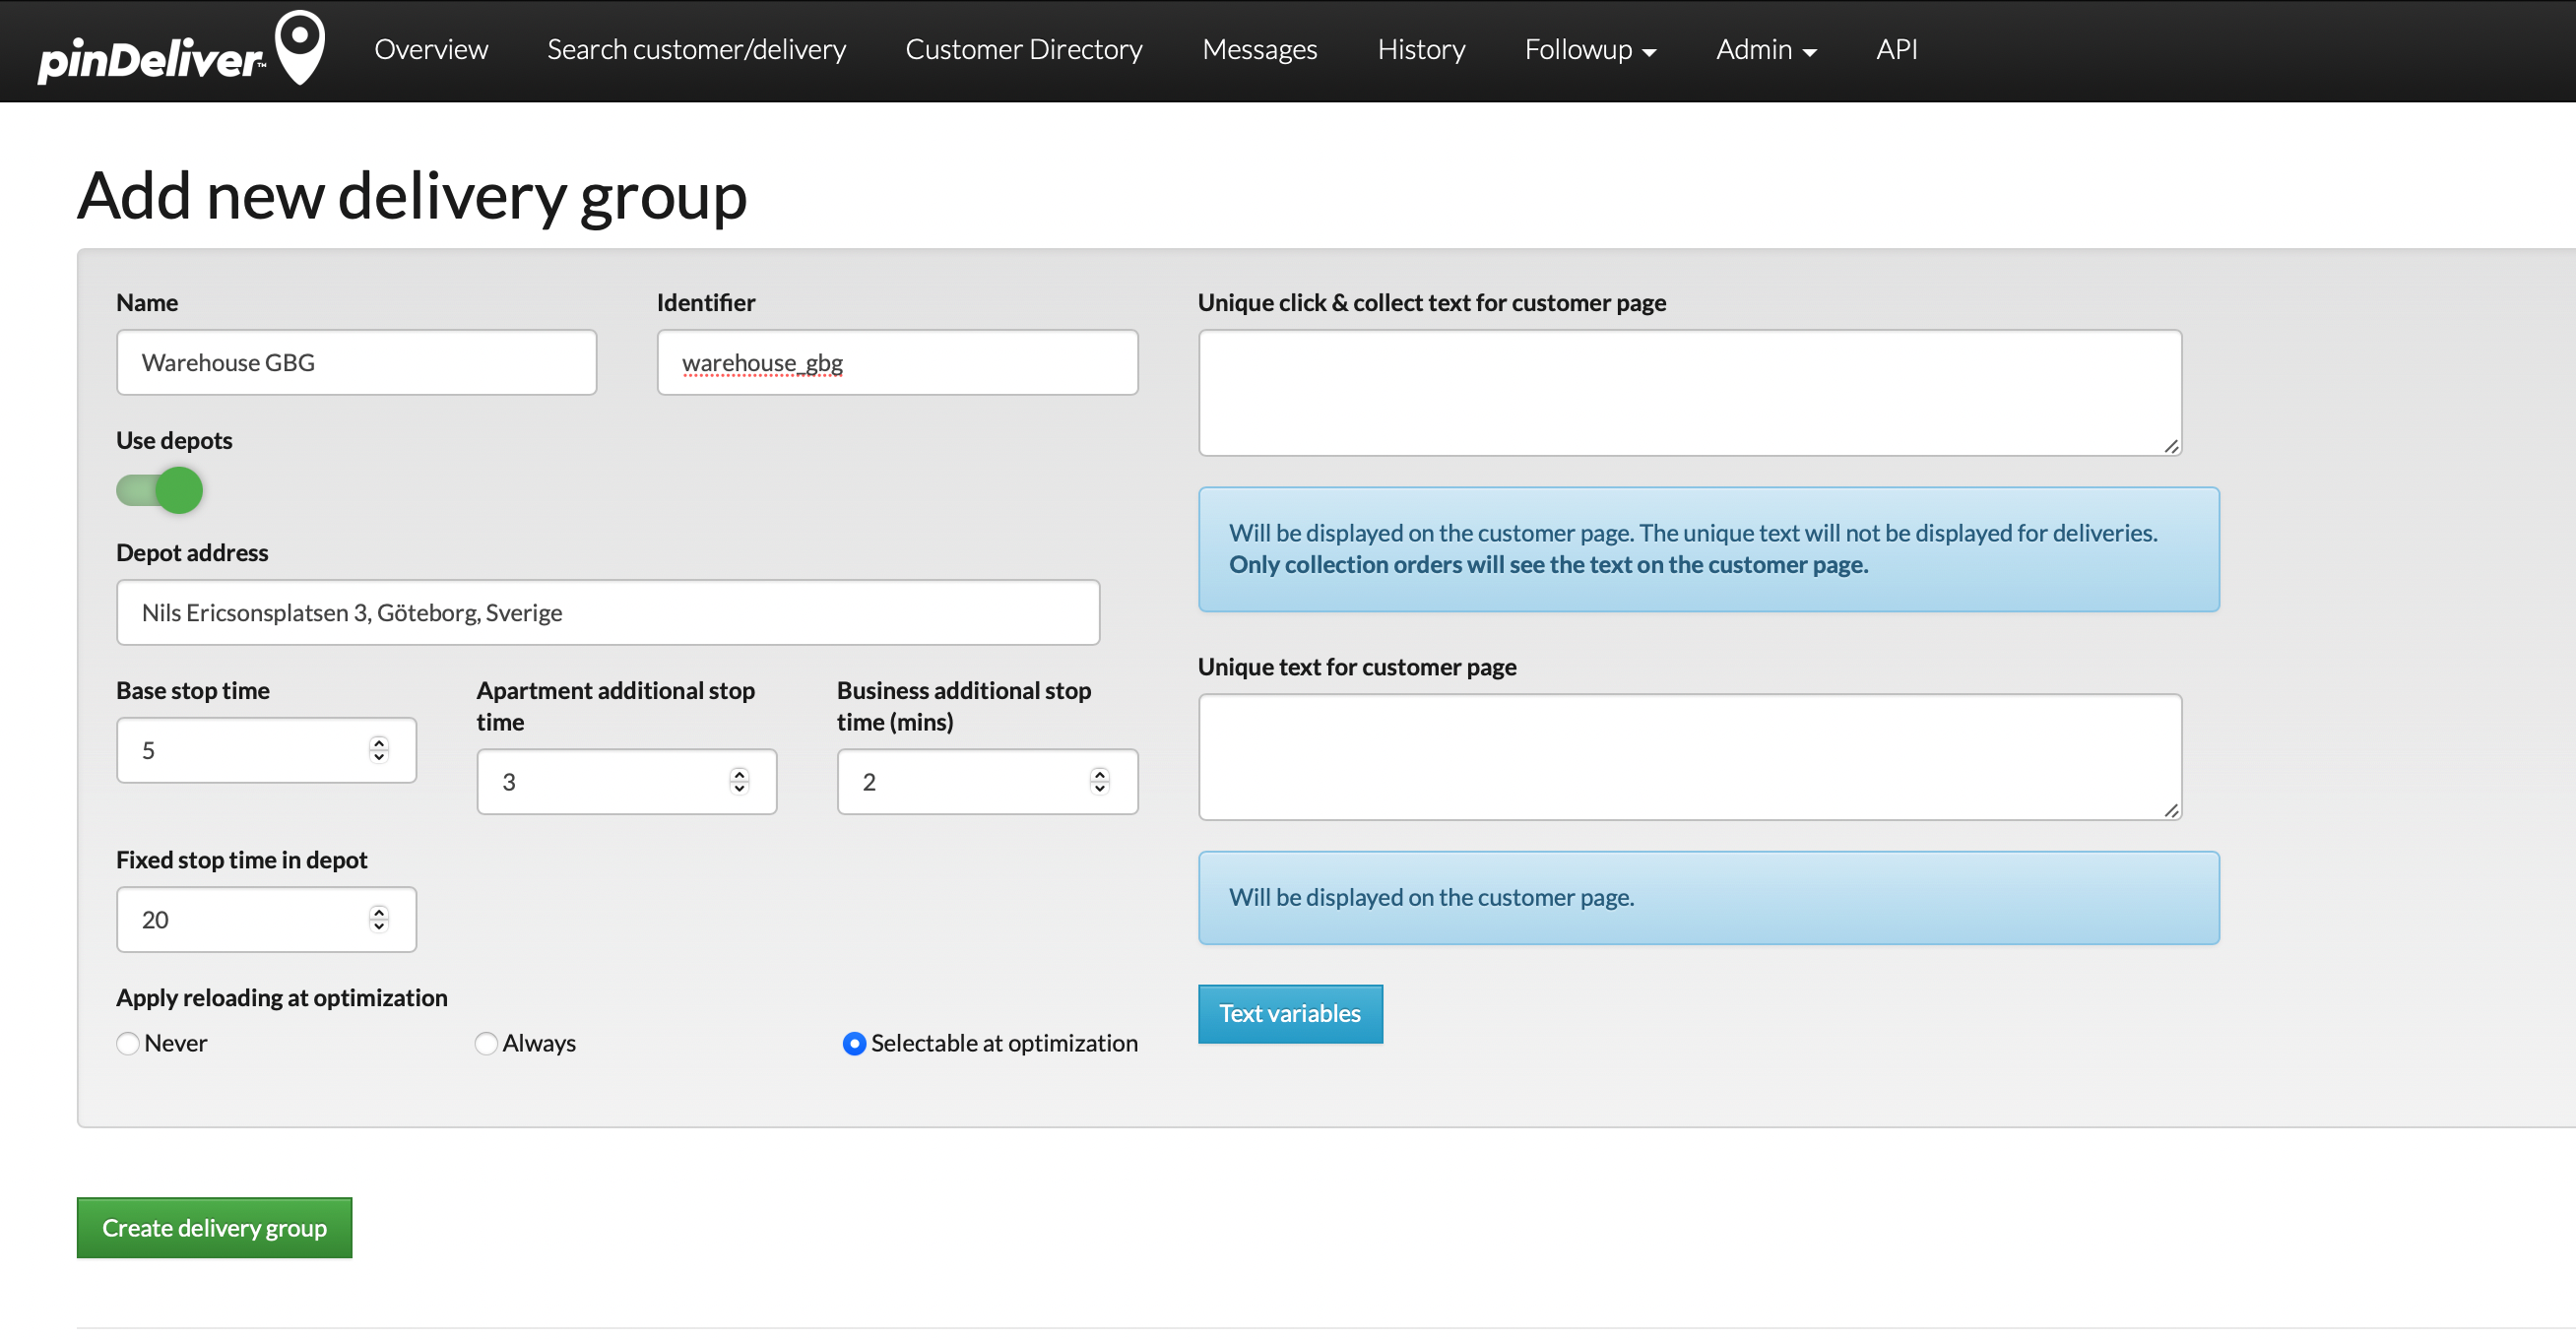 pinDeliver™
Overview Search customer/delivery Customer Directory Messages History Followup Admin API
Add new delivery group
Name
Warehouse GBG
Identifier
warehouse_gbg
Use depots
Depot address
Nils Ericsonsplatsen 3, Göteborg, Sverige
Base stop time
5
Apartment additional stop
time
3
Business additional stop
time (mins)
2
Fixed stop time in depot
20
Apply reloading at optimization
Never Always Selectable at optimization
Unique click & collect text for customer page
Will be displayed on the customer page. The unique text will not be displayed for deliveries.
Only collection orders will see the text on the customer page.
Unique text for customer page
Will be displayed on the customer page.
Text variables
Create delivery group